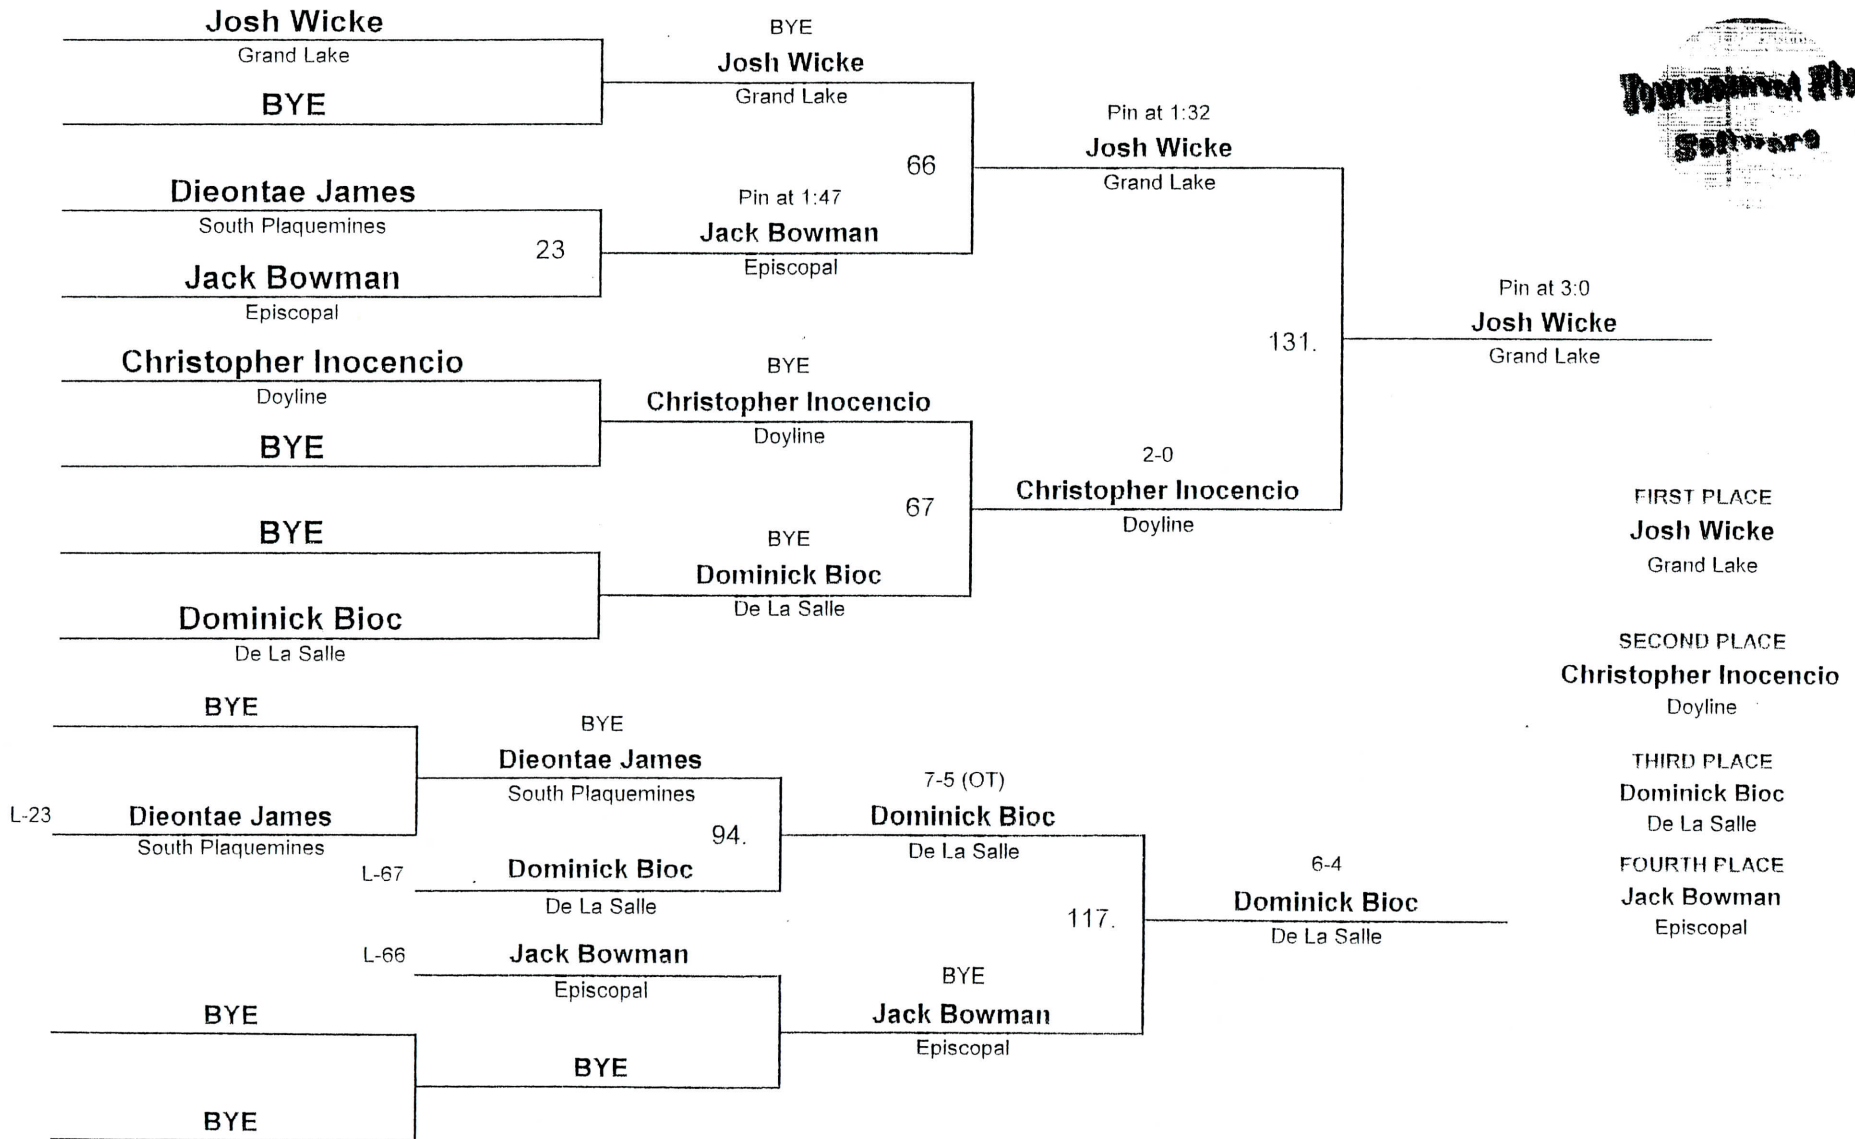 Josh Wicke
Grand Lake
BYE
Dieontae James
South Plaquemines
23
Jack Bowman
Episcopal
Christopher Inocencio
Doyline
BYE
BYE
Dominick Bioc
De La Salle
BYE
Josh Wicke
Grand Lake
66
Pin at 1:47
Jack Bowman
Episcopal
BYE
Christopher Inocencio
Doyline
67
BYE
Dominick Bioc
De La Salle
Pin at 1:32
Josh Wicke
Grand Lake
131.
2-0
Christopher Inocencio
Doyline
Pin at 3:0
Josh Wicke
Grand Lake
Tournament
Software
FIRST PLACE
Josh Wicke
Grand Lake
SECOND PLACE
Christopher Inocencio
Doyline
THIRD PLACE
Dominick Bioc
De La Salle
FOURTH PLACE
Jack Bowman
Episcopal
BYE
L-23 Dieontae James
South Plaquemines
BYE
Dieontae James
South Plaquemines
94.
L-67 Dominick Bioc
De La Salle
L-66 Jack Bowman
Episcopal
BYE
BYE
BYE
7-5 (OT)
Dominick Bioc
De La Salle
117.
BYE
Jack Bowman
Episcopal
6-4
Dominick Bioc
De La Salle